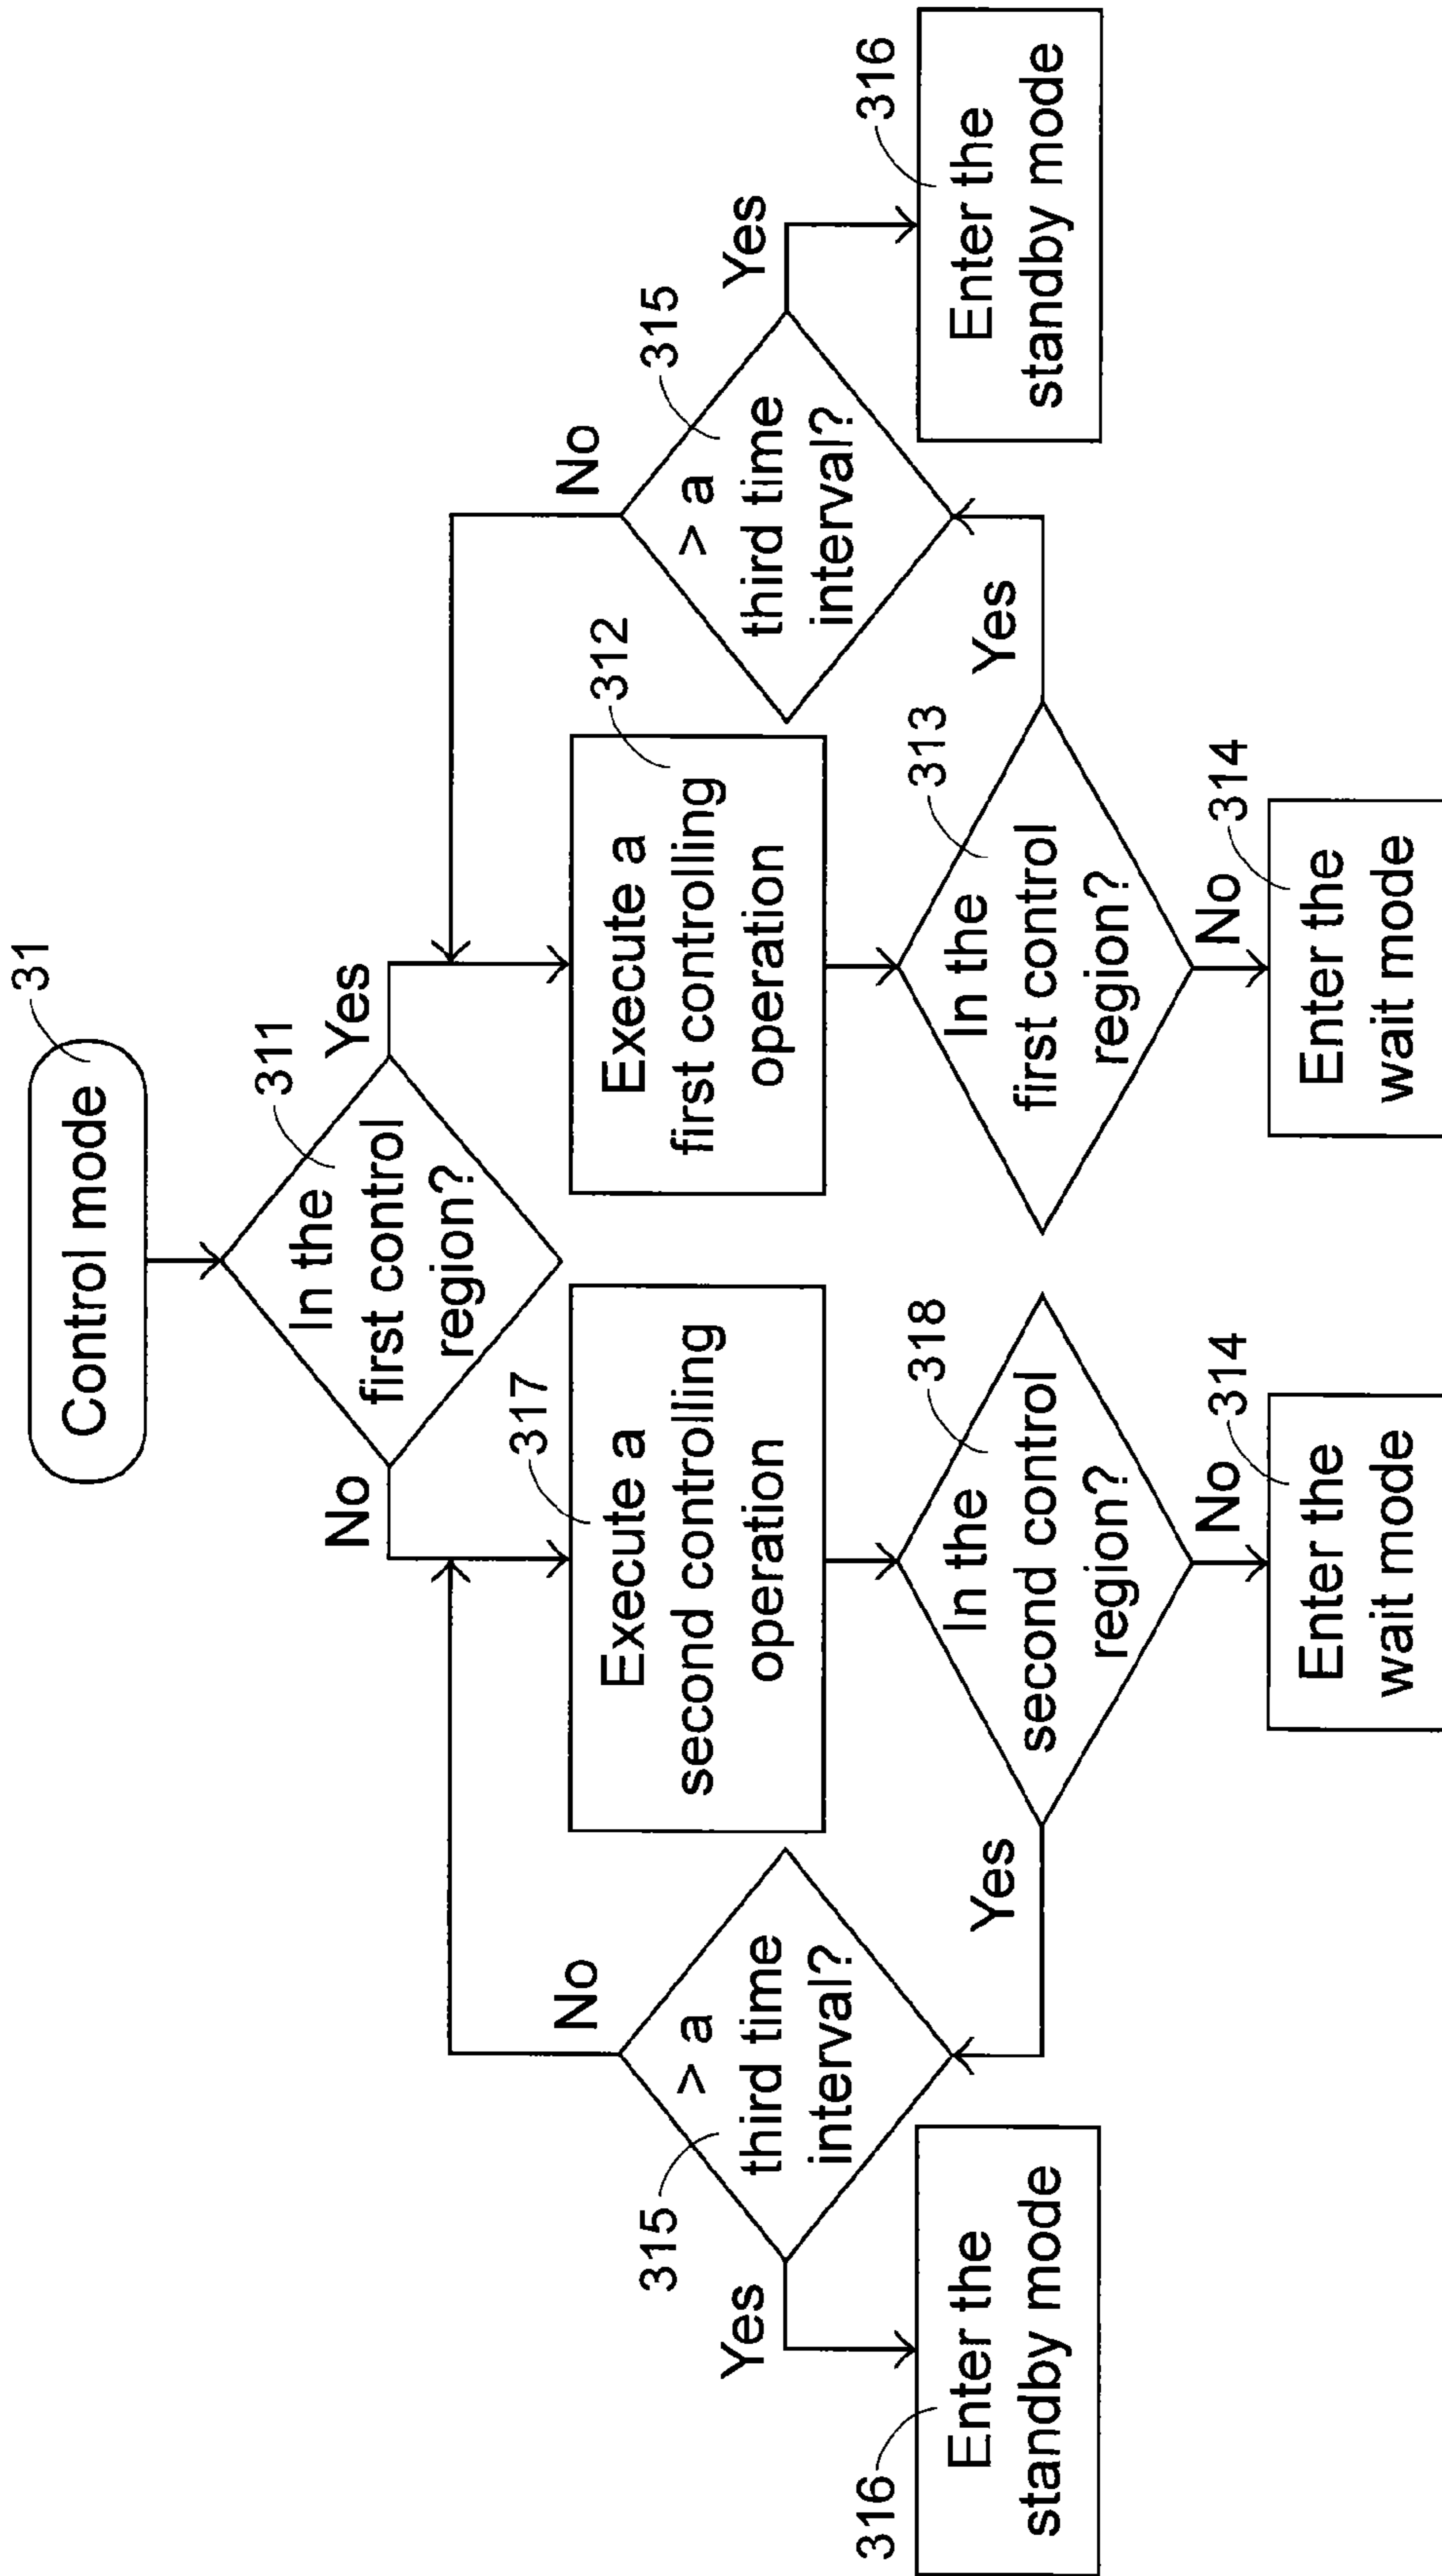 31
Control mode
311
In the
first control
region?
No
Yes
317
Execute a
second controlling
operation
312
Execute a
first controlling
operation
No
> a
third time
interval?
315
Yes
316
Enter the
standby mode
No
> a
third time
interval?
315
Yes
316
Enter the
standby mode
318
In the
second control
region?
Yes
No
314
Enter the
wait mode
313
In the
first control
region?
Yes
No
314
Enter the
wait mode